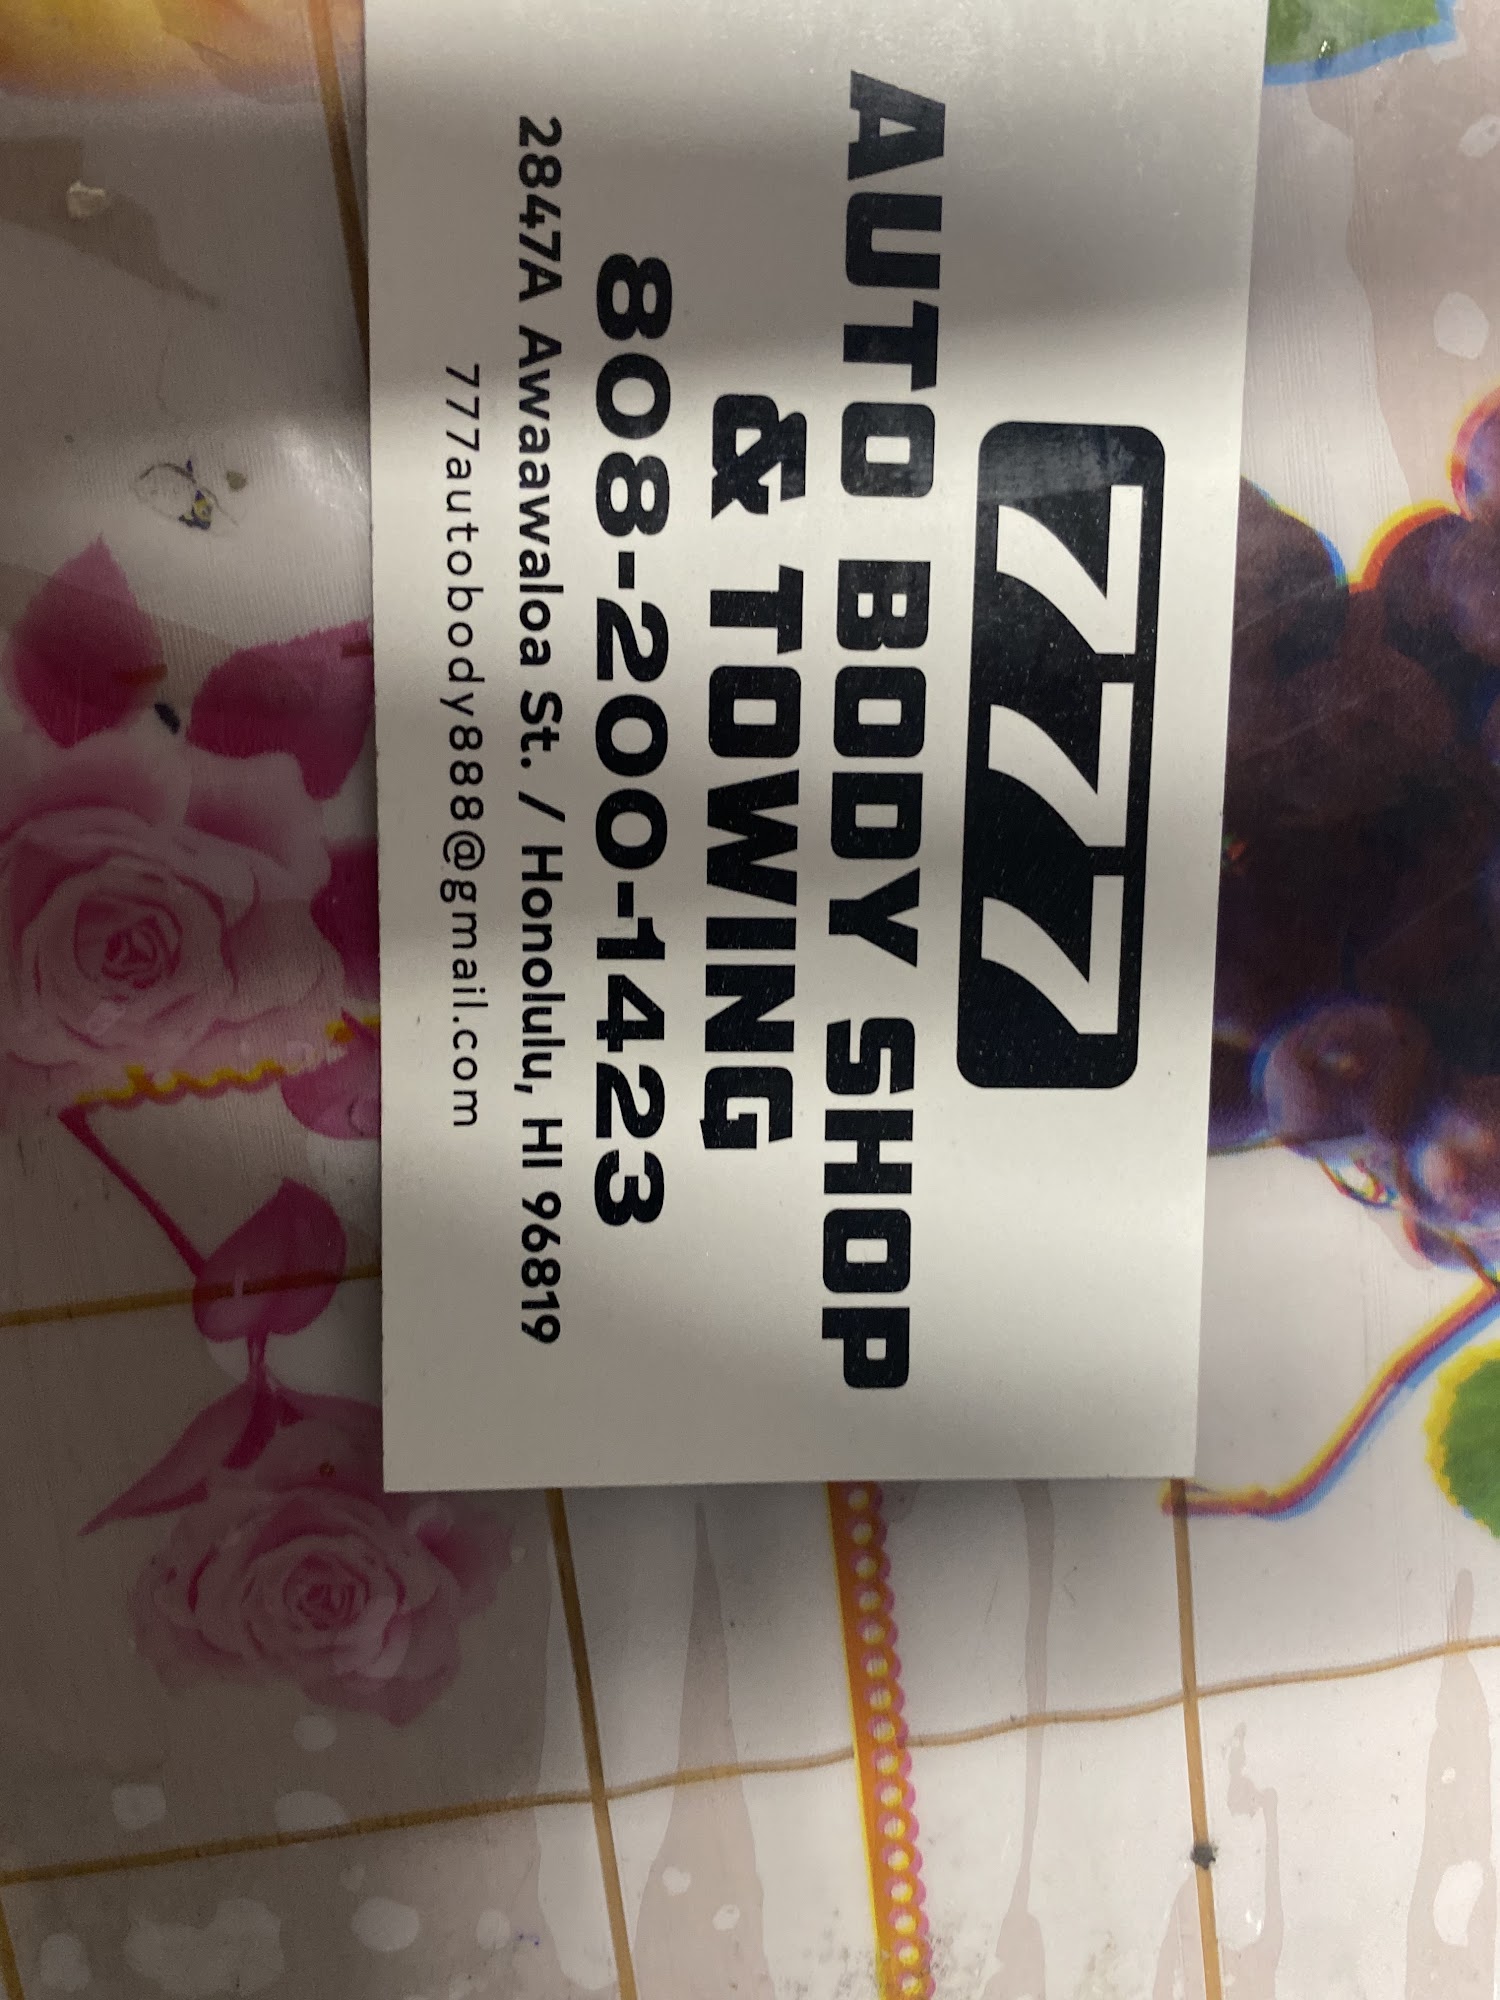 777
AUTO BODY SHOP
& TOWING
808-200-1423
2847A Awaawaloa St. / Honolulu, HI 96819
777autobody888@gmail.com